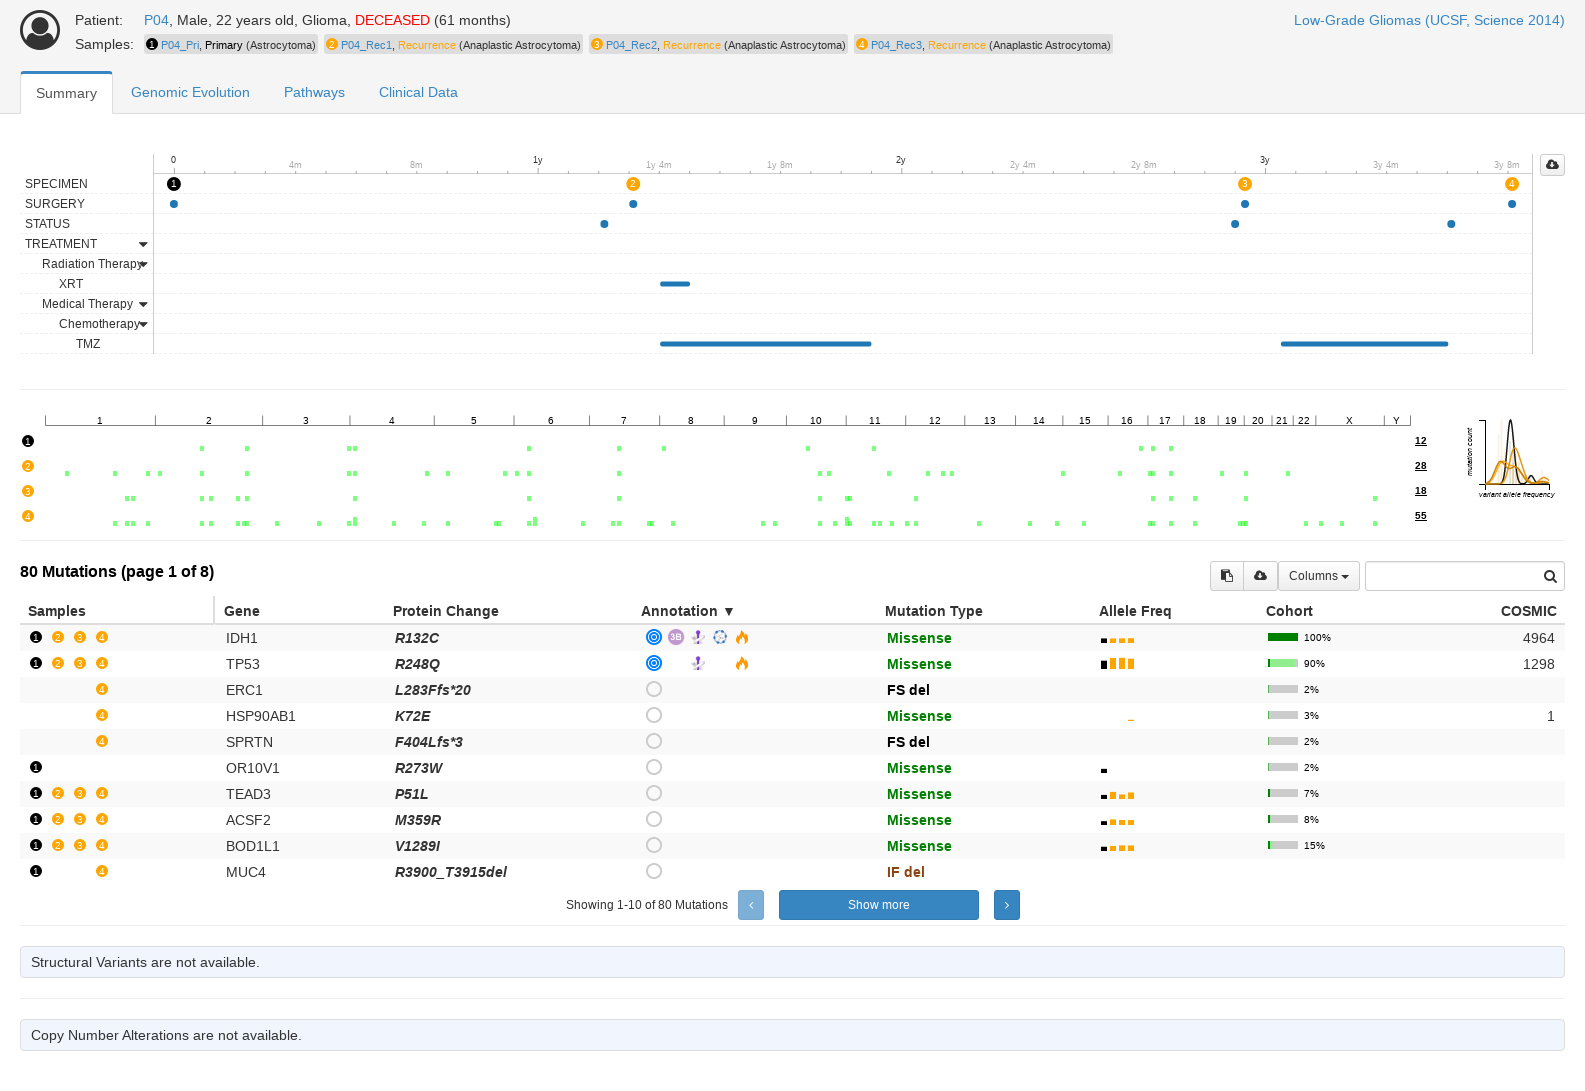 Patient: P04, Male, 22 years old, Glioma, DECEASED (61 months) Low-Grade Gliomas (UCSF, Science 2014)
Samples: 1 P04_Pri, Primary (Astrocytoma) 2 P04_Rec1, Recurrence (Anaplastic Astrocytoma) 3 P04_Rec2, Recurrence (Anaplastic Astrocytoma) 4 P04_Rec3, Recurrence (Anaplastic Astrocytoma)
Summary Genomic Evolution Pathways Clinical Data
0 4m 8m 1y 1y 4m 1y 8m 2y 2y 4m 2y 8m 3y 3y 4m 3y 8m
SPECIMEN 1 2 3 4
SURGERY
STATUS
TREATMENT
Radiation Therapy
XRT
Medical Therapy
Chemotherapy
TMZ
1 2 3 4 5 6 7 8 9 10 11 12 13 14 15 16 17 18 19 20 21 22 X Y
1 12
2 28
3 18
4 55
mutation count
variant allele frequency
80 Mutations (page 1 of 8) Columns
Samples Gene Protein Change Annotation ▼ Mutation Type Allele Freq Cohort COSMIC
1 2 3 4 IDH1 R132C 3B Missense 100% 4964
1 2 3 4 TP53 R248Q Missense 90% 1298
4 ERC1 L283Ffs*20 FS del 2%
4 HSP90AB1 K72E Missense 3% 1
4 SPRTN F404Lfs*3 FS del 2%
1 OR10V1 R273W Missense 2%
1 2 3 4 TEAD3 P51L Missense 7%
1 2 3 4 ACSF2 M359R Missense 8%
1 2 3 4 BOD1L1 V1289I Missense 15%
1 4 MUC4 R3900_T3915del IF del
Showing 1-10 of 80 Mutations ‹ Show more ›
Structural Variants are not available.
Copy Number Alterations are not available.